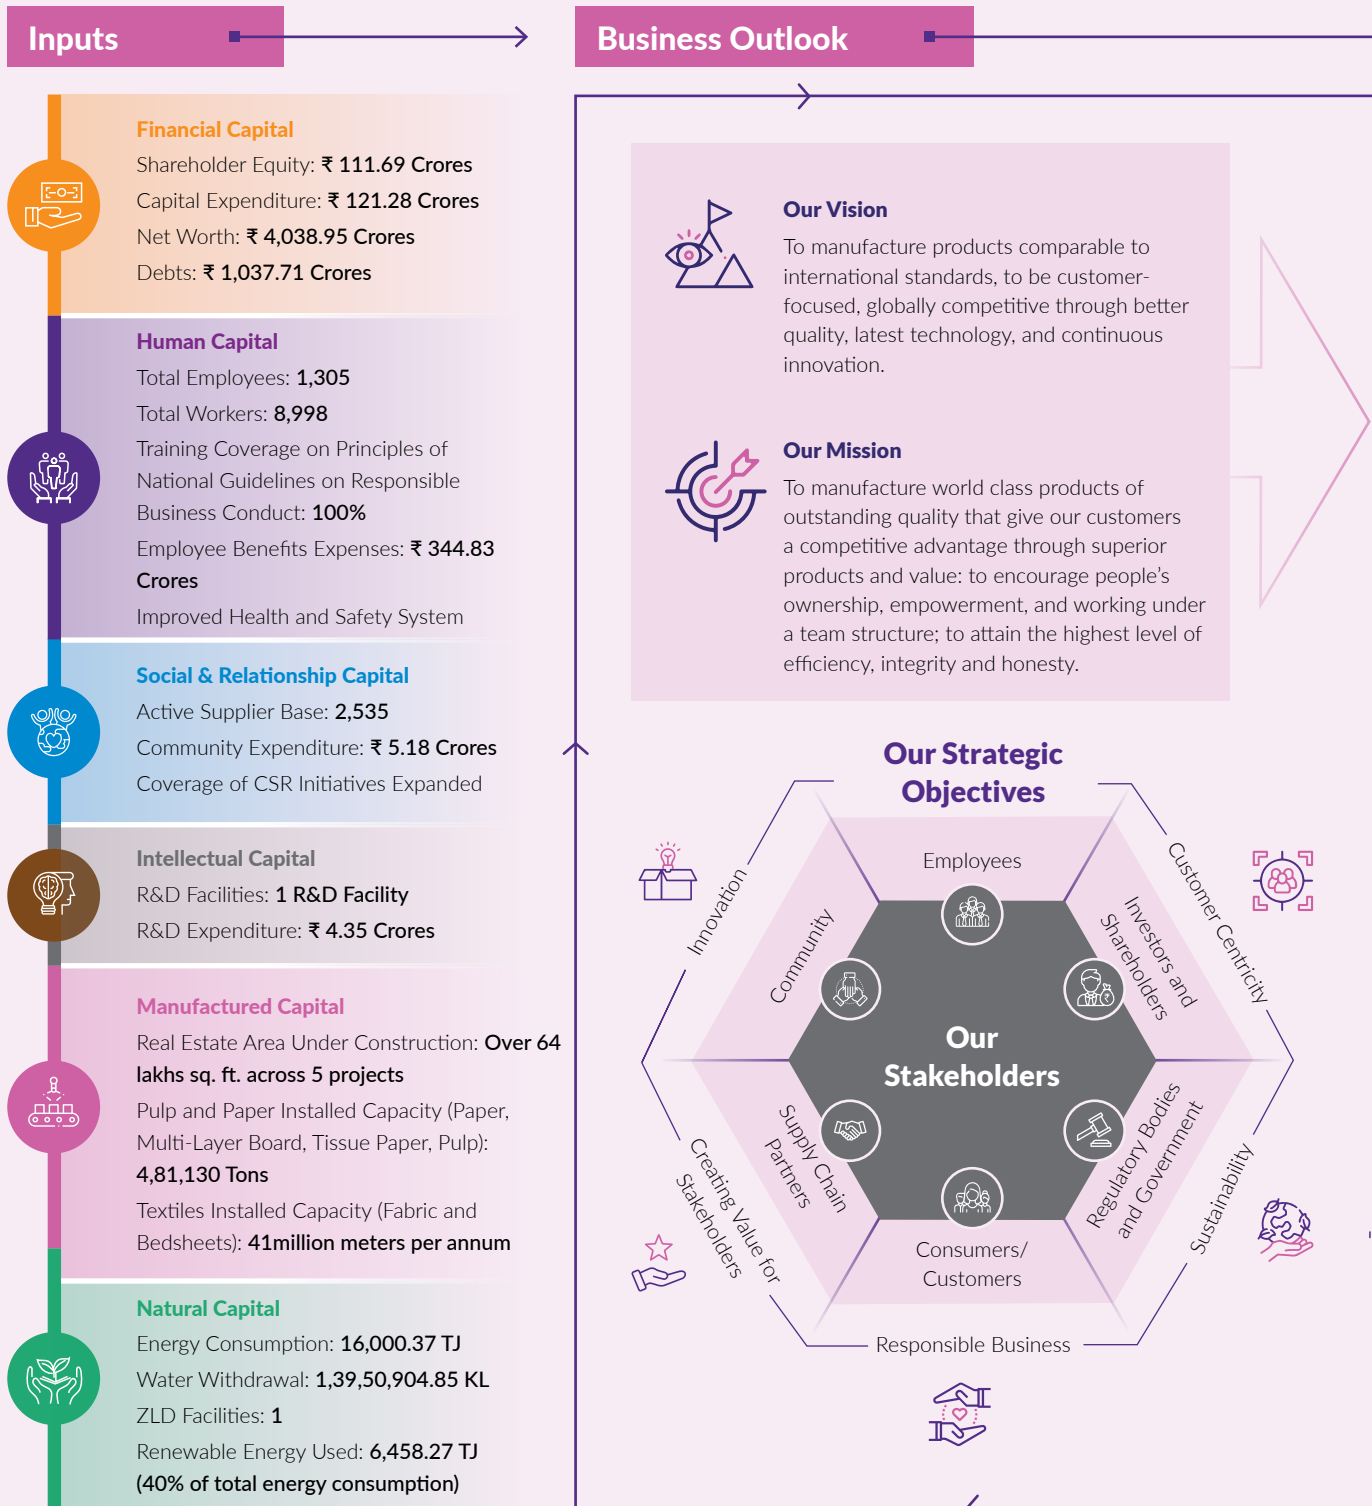 Inputs
Business Outlook
Financial Capital
Shareholder Equity: ₹ 111.69 Crores
Capital Expenditure: ₹ 121.28 Crores
Net Worth: ₹ 4,038.95 Crores
Debts: ₹ 1,037.71 Crores
Human Capital
Total Employees: 1,305
Total Workers: 8,998
Training Coverage on Principles of
National Guidelines on Responsible
Business Conduct: 100%
Employee Benefits Expenses: ₹ 344.83
Crores
Improved Health and Safety System
Social & Relationship Capital
Active Supplier Base: 2,535
Community Expenditure: ₹ 5.18 Crores
Coverage of CSR Initiatives Expanded
Intellectual Capital
R&D Facilities: 1 R&D Facility
R&D Expenditure: ₹ 4.35 Crores
Manufactured Capital
Real Estate Area Under Construction: Over 64
lakhs sq. ft. across 5 projects
Pulp and Paper Installed Capacity (Paper,
Multi-Layer Board, Tissue Paper, Pulp):
4,81,130 Tons
Textiles Installed Capacity (Fabric and
Bedsheets): 41million meters per annum
Natural Capital
Energy Consumption: 16,000.37 TJ
Water Withdrawal: 1,39,50,904.85 KL
ZLD Facilities: 1
Renewable Energy Used: 6,458.27 TJ
(40% of total energy consumption)
Our Vision
To manufacture products comparable to
international standards, to be customer-
focused, globally competitive through better
quality, latest technology, and continuous
innovation.
Our Mission
To manufacture world class products of
outstanding quality that give our customers
a competitive advantage through superior
products and value: to encourage people's
ownership, empowerment, and working under
a team structure; to attain the highest level of
efficiency, integrity and honesty.
Our Strategic
Objectives
Innovation
Customer Centricity
Employees
Community
Investors and
Shareholders
Our
Stakeholders
Supply Chain
Partners
Regulatory Bodies
and Government
Consumers/
Customers
Creating Value for
Stakeholders
Sustainability
Responsible Business